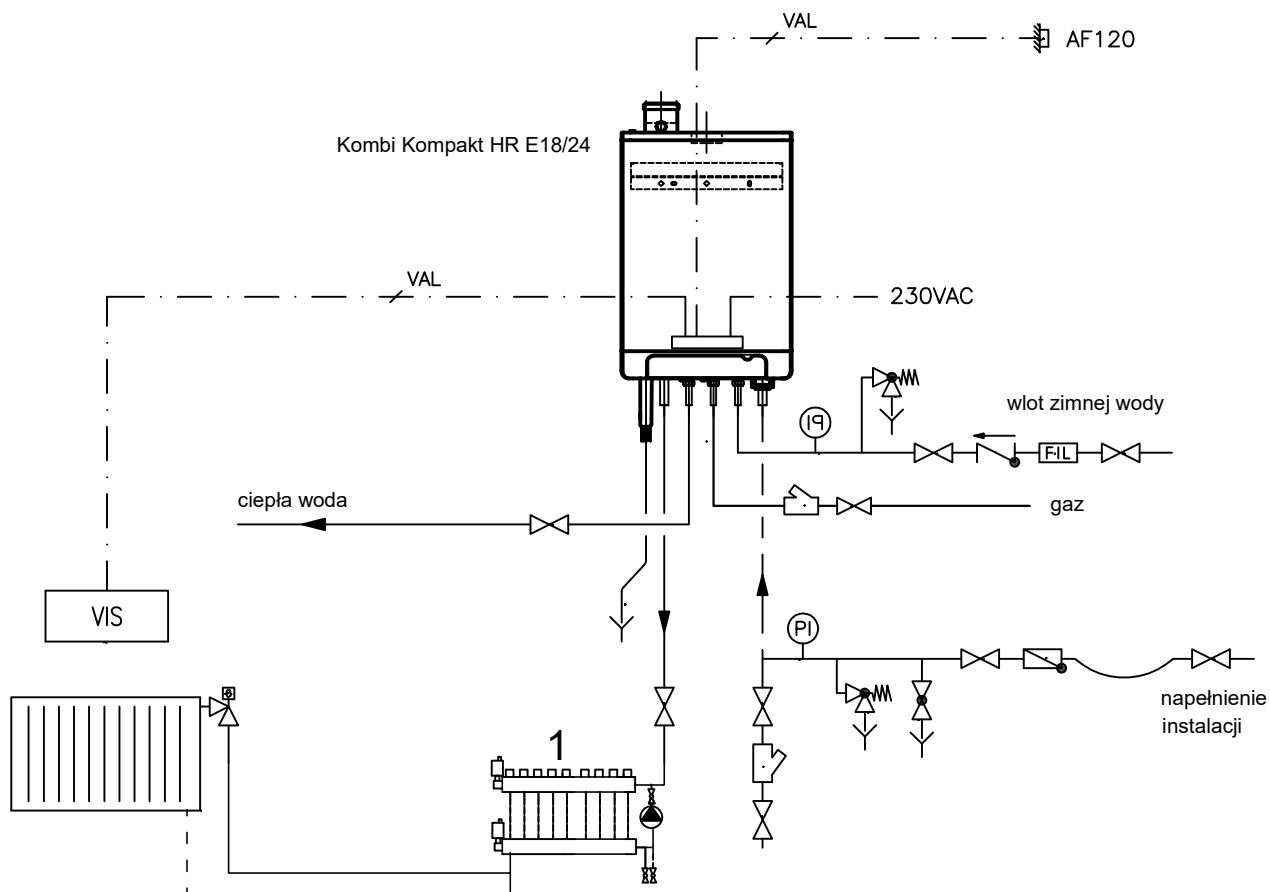 VAL
AF120
Kombi Kompakt HR E18/24
VAL
230VAC
wlot zimnej wody
PI
FIL
ciepła woda
gaz
VIS
PI
napełnienie
instalacji
1